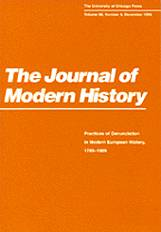 The University of Chicago Press
Volume 68, Number 4, December 1996
The Journal of
Modern History
Practices of Denunciation
in Modern European History,
1789–1989